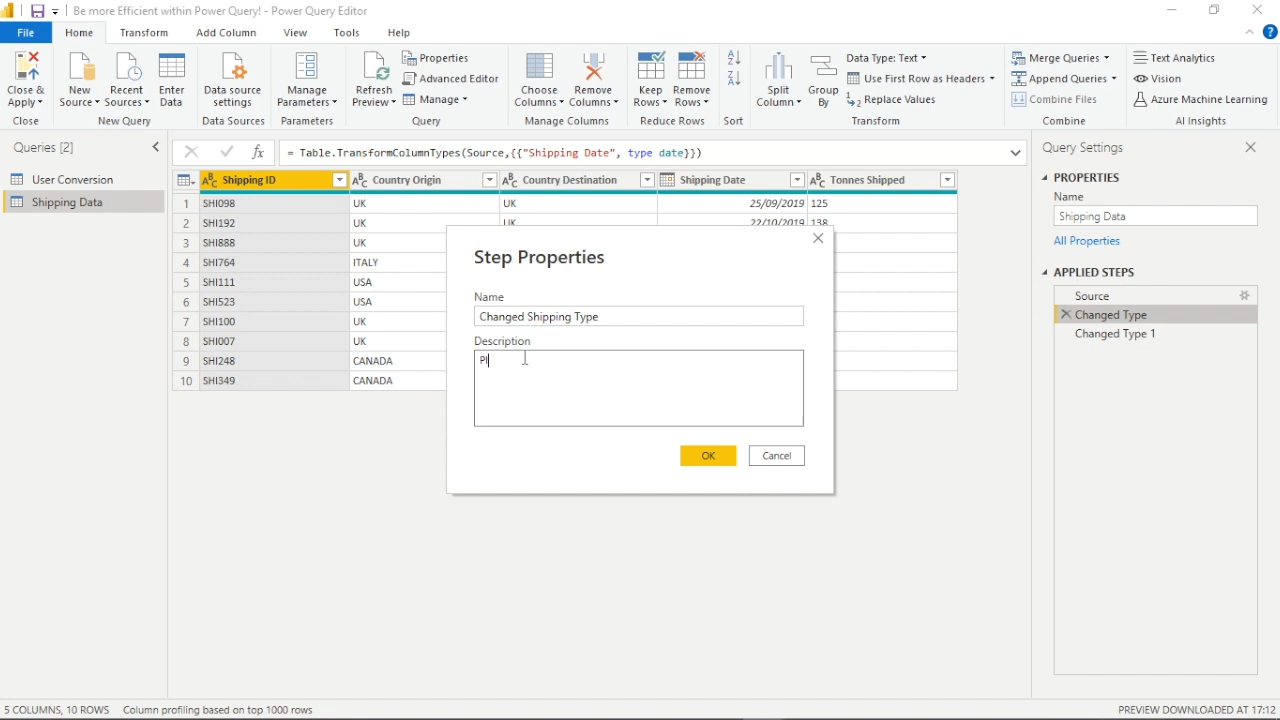 Be more Efficient within Power Query! - Power Query Editor
File Home Transform Add Column View Tools Help
Close & Apply
New Source
Recent Sources
Enter Data
Data source settings
Manage Parameters
Refresh Preview
Properties
Advanced Editor
Manage
Choose Columns
Remove Columns
Keep Rows
Remove Rows
Split Column
Group By
Data Type: Text
Use First Row as Headers
Replace Values
Merge Queries
Append Queries
Combine Files
Text Analytics
Vision
Azure Machine Learning
Close New Query Data Sources Parameters Query Manage Columns Reduce Rows Sort Transform Combine AI Insights
Queries [2]
User Conversion
Shipping Data
= Table.TransformColumnTypes(Source,{{"Shipping Date", type date}})
Shipping ID Country Origin Country Destination Shipping Date Tonnes Shipped
1 SHI098 UK UK 25/09/2019 125
2 SHI192 UK UK 22/10/2019 138
3 SHI888 UK
4 SHI764 ITALY
5 SHI111 USA
6 SHI523 USA
7 SHI100 UK
8 SHI007 UK
9 SHI248 CANADA
10 SHI349 CANADA
Step Properties
Name
Changed Shipping Type
Description
OK Cancel
Query Settings
PROPERTIES
Name
Shipping Data
All Properties
APPLIED STEPS
Source
Changed Type
Changed Type 1
5 COLUMNS, 10 ROWS Column profiling based on top 1000 rows
PREVIEW DOWNLOADED AT 17:12